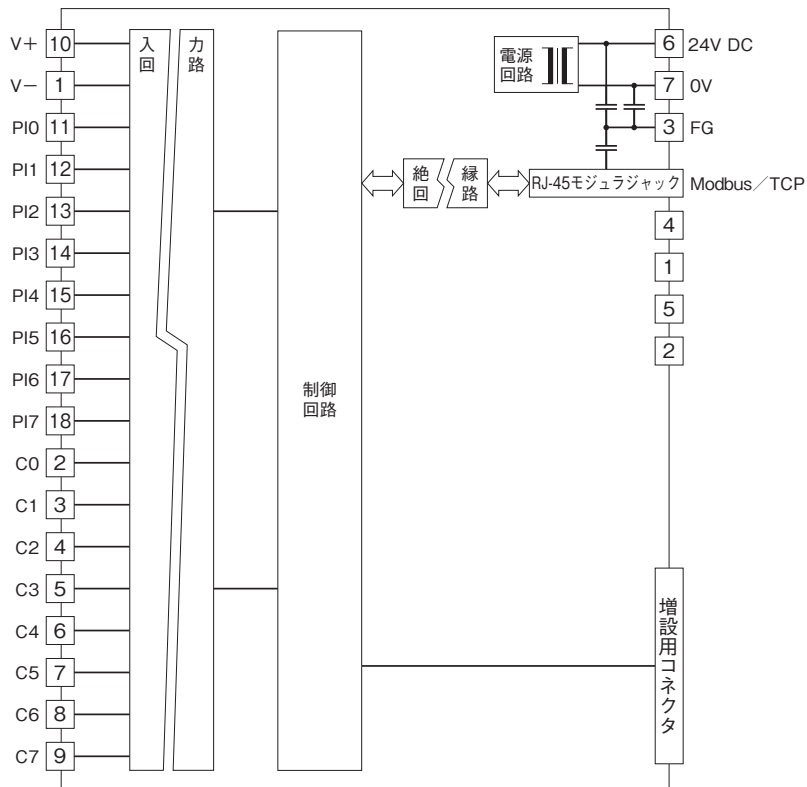 V+ 10
V− 1
PI0 11
PI1 12
PI2 13
PI3 14
PI4 15
PI5 16
PI6 17
PI7 18
C0 2
C1 3
C2 4
C3 5
C4 6
C5 7
C6 8
C7 9
入力
回路
制御
回路
電源
回路
絶縁
回路
RJ-45モジュラジャック Modbus／TCP
6 24V DC
7 0V
3 FG
4
1
5
2
増設用コネクタ